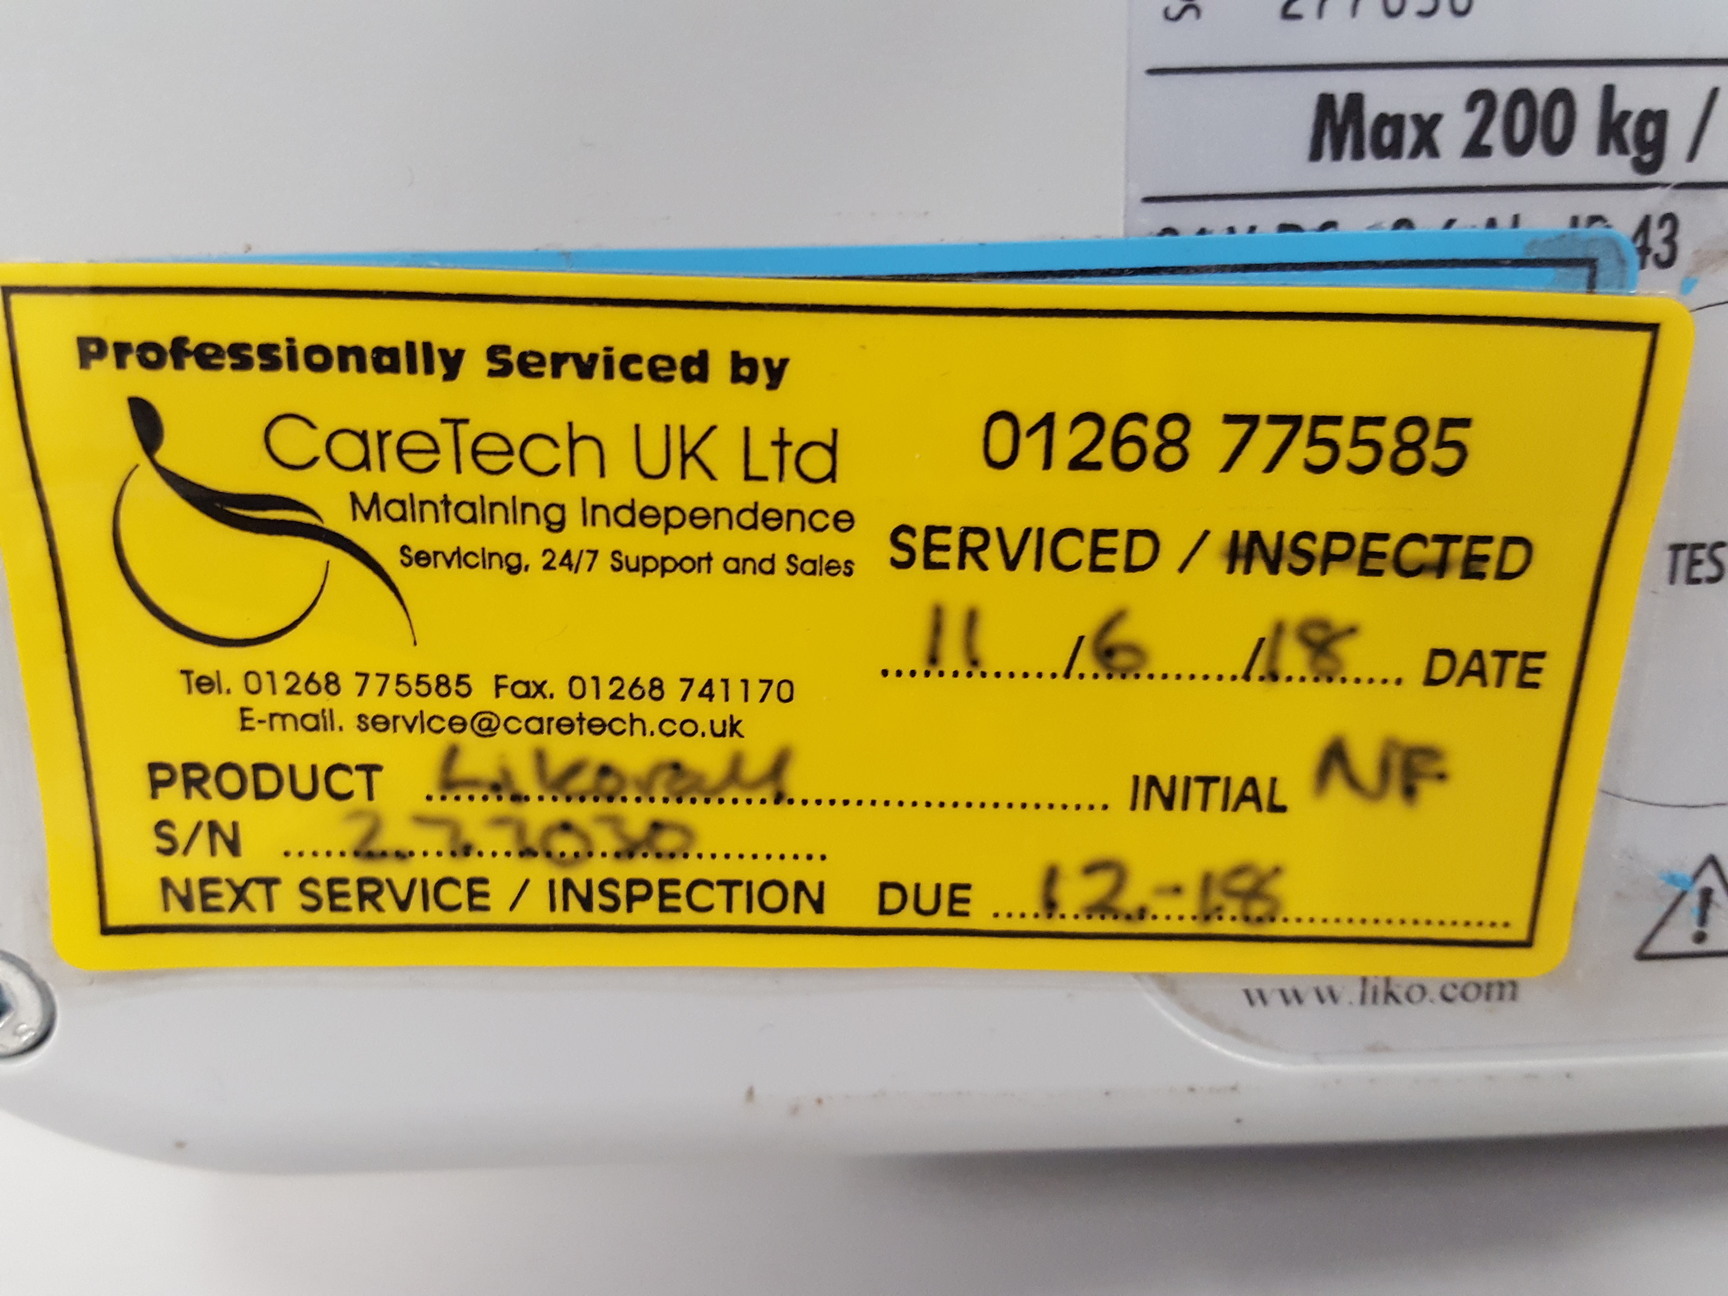 Max 200 kg /
43
Professionally Serviced by
CareTech UK Ltd
Maintaining Independence
Servicing, 24/7 Support and Sales
Tel. 01268 775585 Fax. 01268 741170
E-mail. service@caretech.co.uk
01268 775585
SERVICED / INSPECTED
11/6/18 DATE
PRODUCT Likorall INITIAL NF
S/N 277030
NEXT SERVICE / INSPECTION DUE 12-18
TES
www.liko.com